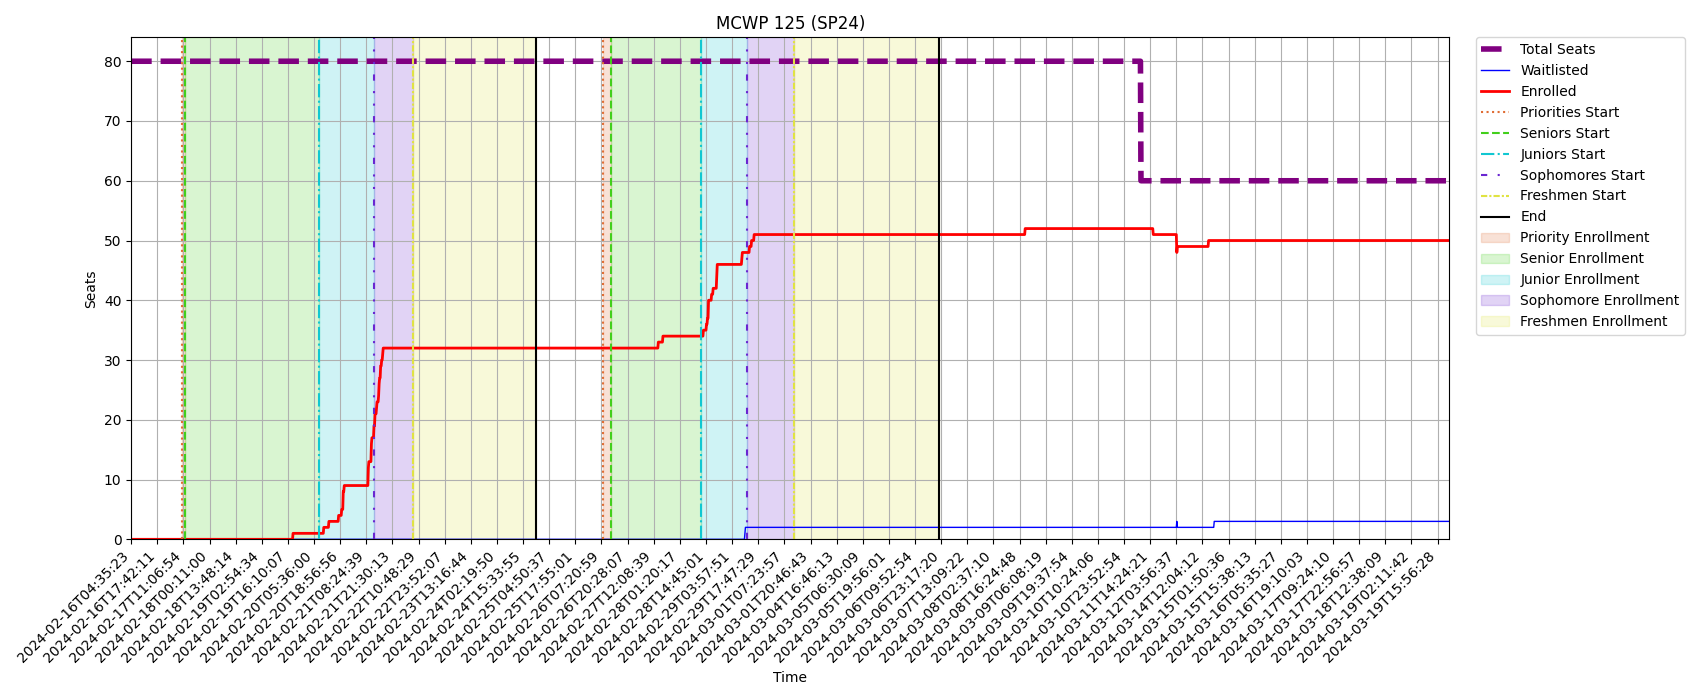 MCWP 125 (SP24)
Seats
80
70
60
50
40
30
20
10
0
2024-02-16T04:35:23
2024-02-16T17:42:11
2024-02-17T11:06:54
2024-02-18T00:11:00
2024-02-18T13:48:14
2024-02-19T02:54:34
2024-02-19T16:10:07
2024-02-20T05:36:00
2024-02-20T18:56:56
2024-02-21T08:24:39
2024-02-21T21:30:13
2024-02-22T10:48:29
2024-02-22T23:52:07
2024-02-23T13:16:44
2024-02-24T02:19:50
2024-02-24T15:33:55
2024-02-25T04:50:37
2024-02-25T17:55:01
2024-02-26T07:20:59
2024-02-26T20:28:07
2024-02-27T12:08:39
2024-02-28T01:20:17
2024-02-28T14:45:01
2024-02-29T03:57:51
2024-02-29T17:47:29
2024-03-01T07:23:57
2024-03-01T20:46:43
2024-03-04T16:46:13
2024-03-05T06:30:09
2024-03-05T19:56:01
2024-03-06T09:52:54
2024-03-06T23:17:20
2024-03-07T13:09:22
2024-03-08T02:37:10
2024-03-08T16:24:48
2024-03-09T06:08:19
2024-03-09T19:37:54
2024-03-10T10:24:06
2024-03-10T23:52:54
2024-03-11T14:24:21
2024-03-12T03:56:37
2024-03-14T12:04:12
2024-03-15T01:50:36
2024-03-15T15:38:13
2024-03-16T05:35:27
2024-03-16T19:10:03
2024-03-17T09:24:10
2024-03-17T22:56:57
2024-03-18T12:38:09
2024-03-19T02:11:42
2024-03-19T15:56:28
Time
Total Seats
Waitlisted
Enrolled
Priorities Start
Seniors Start
Juniors Start
Sophomores Start
Freshmen Start
End
Priority Enrollment
Senior Enrollment
Junior Enrollment
Sophomore Enrollment
Freshmen Enrollment